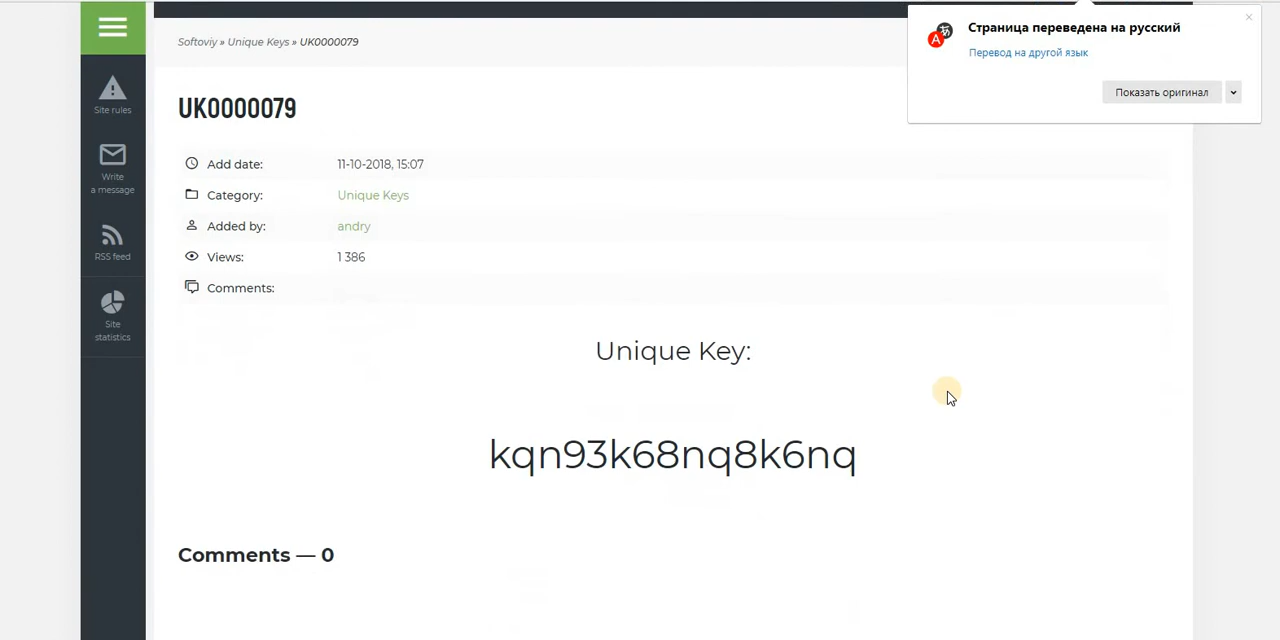 Softoviy » Unique Keys » UK0000079
Страница переведена на русский
Перевод на другой язык
Показать оригинал
Site rules
Write
a message
RSS feed
Site
statistics
UK0000079
Add date: 11-10-2018, 15:07
Category: Unique Keys
Added by: andry
Views: 1 386
Comments:
Unique Key:
kqn93k68nq8k6nq
Comments — 0